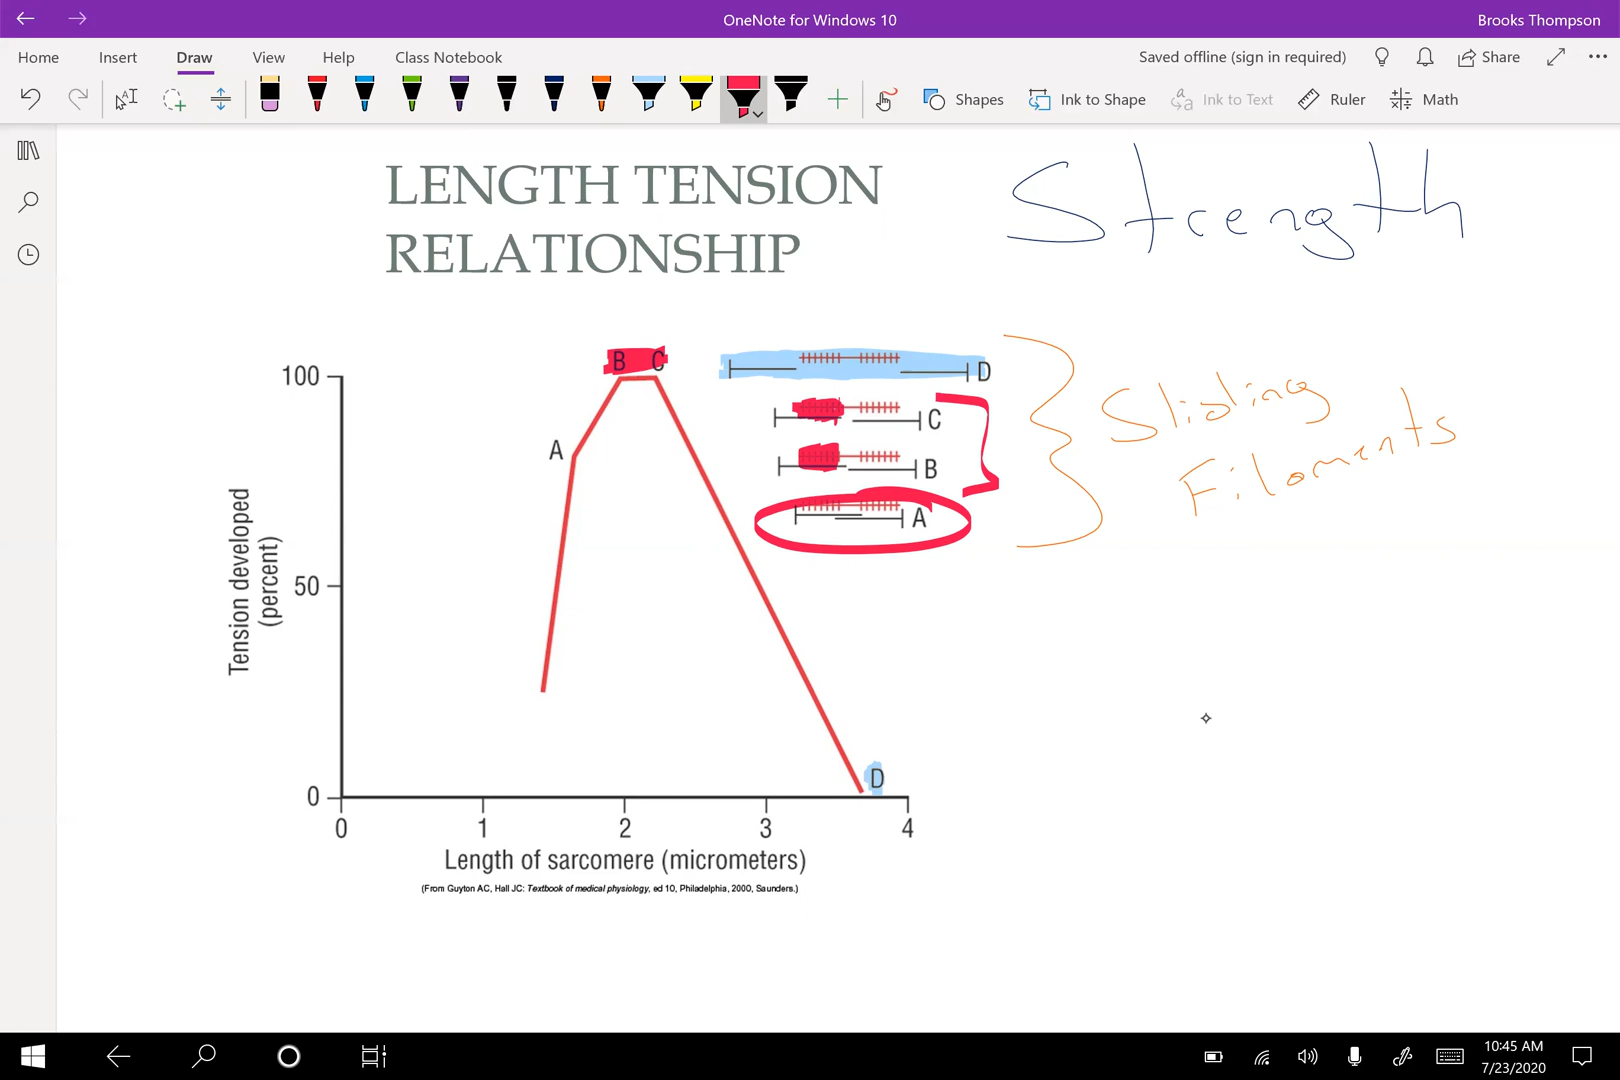 OneNote for Windows 10
Brooks Thompson
Home Insert Draw View Help Class Notebook
Saved offline (sign in required)
Share
Shapes Ink to Shape Ink to Text Ruler Math
LENGTH TENSION
RELATIONSHIP
Strength
Sliding
Filaments
B C
D
C
B
A
A
D
100
50
0
Tension developed
(percent)
0 1 2 3 4
Length of sarcomere (micrometers)
(From Guyton AC, Hall JC: Textbook of medical physiology, ed 10, Philadelphia, 2000, Saunders.)
10:45 AM
7/23/2020